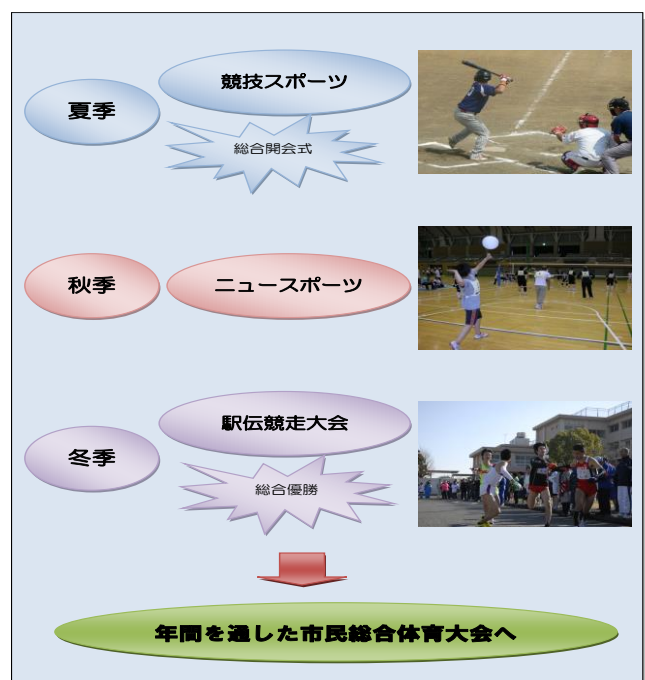 夏季
競技スポーツ
総合開会式
秋季
ニュースポーツ
冬季
駅伝競走大会
総合優勝
年間を通した市民総合体育大会へ